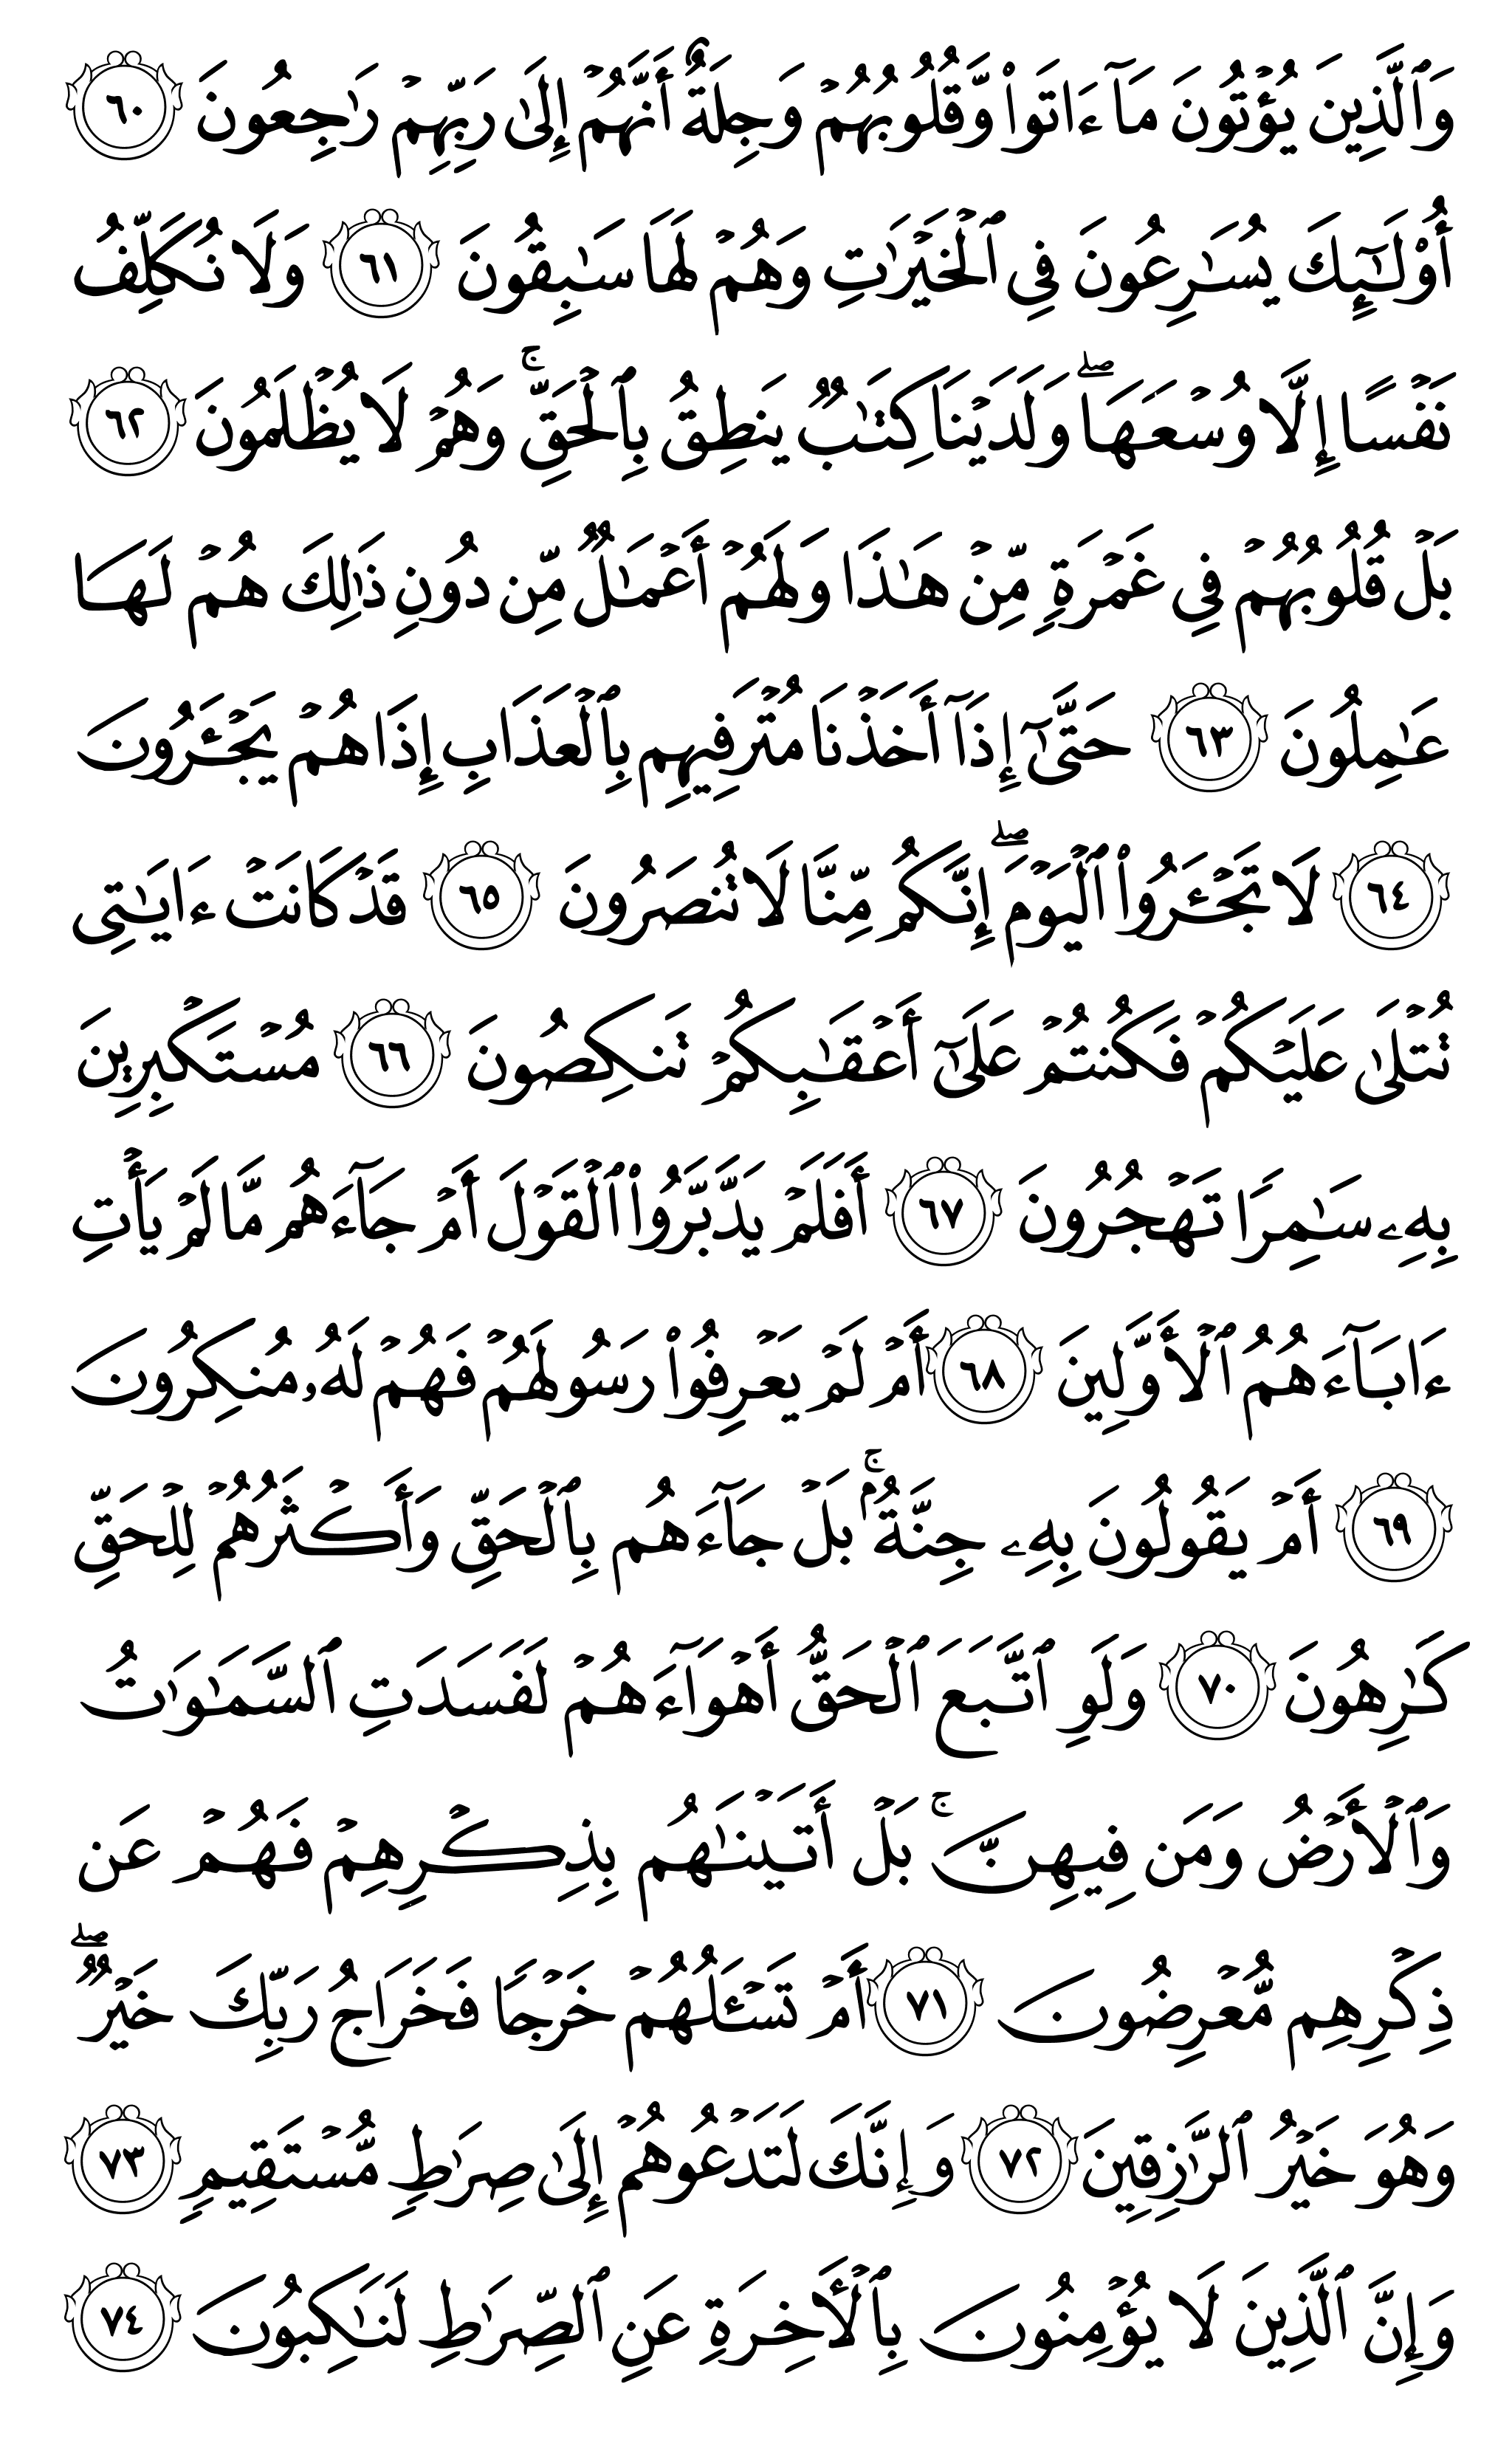 وَٱلَّذِينَ يُؤۡتُونَ مَآ ءَاتَواْ وَّقُلُوبُهُمۡ وَجِلَةٌ أَنَّهُمۡ إِلَىٰ رَبِّهِمۡ رَٰجِعُونَ ٦٠
أُوْلَٰٓئِكَ يُسَٰرِعُونَ فِي ٱلۡخَيۡرَٰتِ وَهُمۡ لَهَا سَٰبِقُونَ ٦١ وَلَا نُكَلِّفُ
نَفۡسًا إِلَّا وُسۡعَهَاۖ وَلَدَيۡنَا كِتَٰبٞ يَنطِقُ بِٱلۡحَقِّۚ وَهُمۡ لَا يُظۡلَمُونَ ٦٢
بَلۡ قُلُوبُهُمۡ فِي غَمۡرَةٖ مِّنۡ هَٰذَا وَلَهُمۡ أَعۡمَٰلٞ مِّن دُونِ ذَٰلِكَ هُمۡ لَهَا
عَٰمِلُونَ ٦٣ حَتَّىٰٓ إِذَآ أَخَذۡنَا مُتۡرَفِيهِم بِٱلۡعَذَابِ إِذَا هُمۡ يَجۡـَٔرُونَ
٦٤ لَا تَجۡـَٔرُواْ ٱلۡيَوۡمَۖ إِنَّكُم مِّنَّا لَا تُنصَرُونَ ٦٥ قَدۡ كَانَتۡ ءَايَٰتِي
تُتۡلَىٰ عَلَيۡكُمۡ فَكُنتُمۡ عَلَىٰٓ أَعۡقَٰبِكُمۡ تَنكِصُونَ ٦٦ مُسۡتَكۡبِرِينَ
بِهِۦ سَٰمِرٗا تَهۡجُرُونَ ٦٧ أَفَلَمۡ يَدَّبَّرُواْ ٱلۡقَوۡلَ أَمۡ جَآءَهُم مَّا لَمۡ يَأۡتِ
ءَابَآءَهُمُ ٱلۡأَوَّلِينَ ٦٨ أَمۡ لَمۡ يَعۡرِفُواْ رَسُولَهُمۡ فَهُمۡ لَهُۥ مُنكِرُونَ
٦٩ أَمۡ يَقُولُونَ بِهِۦ جِنَّةُۢۚ بَلۡ جَآءَهُم بِٱلۡحَقِّ وَأَكۡثَرُهُمۡ لِلۡحَقِّ
كَٰرِهُونَ ٧٠ وَلَوِ ٱتَّبَعَ ٱلۡحَقُّ أَهۡوَآءَهُمۡ لَفَسَدَتِ ٱلسَّمَٰوَٰتُ
وَٱلۡأَرۡضُ وَمَن فِيهِنَّۚ بَلۡ أَتَيۡنَٰهُم بِذِكۡرِهِمۡ فَهُمۡ عَن
ذِكۡرِهِم مُّعۡرِضُونَ ٧١ أَمۡ تَسۡـَٔلُهُمۡ خَرۡجٗا فَخَرَاجُ رَبِّكَ خَيۡرٞۖ
وَهُوَ خَيۡرُ ٱلرَّٰزِقِينَ ٧٢ وَإِنَّكَ لَتَدۡعُوهُمۡ إِلَىٰ صِرَٰطٖ مُّسۡتَقِيمٖ ٧٣
وَإِنَّ ٱلَّذِينَ لَا يُؤۡمِنُونَ بِٱلۡأٓخِرَةِ عَنِ ٱلصِّرَٰطِ لَنَٰكِبُونَ ٧٤